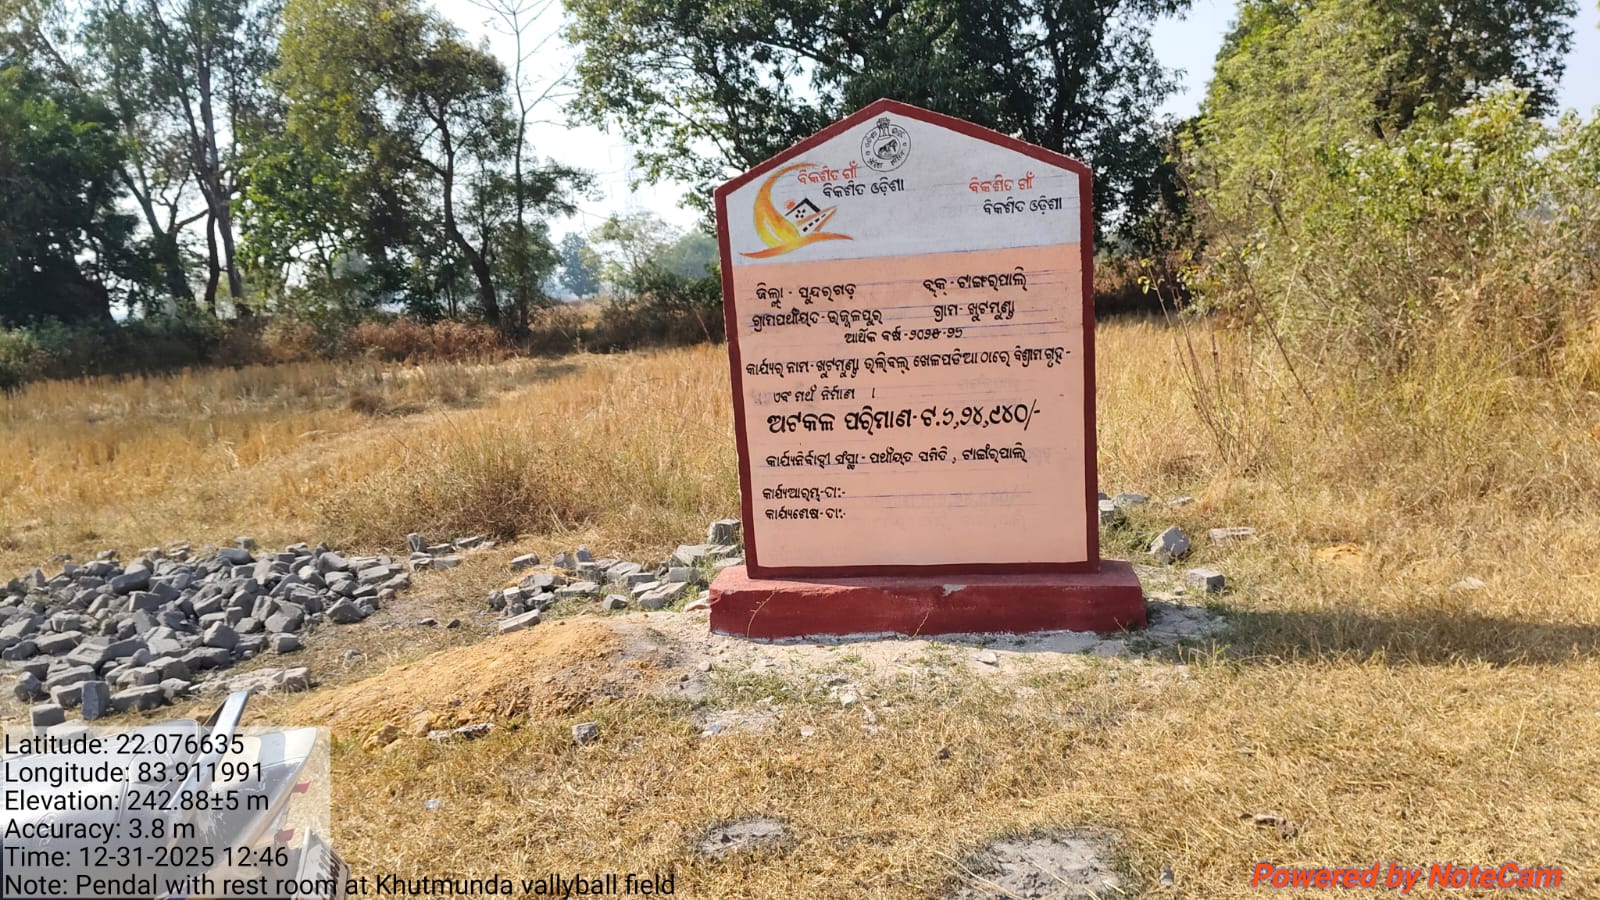 ବିକଶିତ ଗାଁ
ବିକଶିତ ଓଡ଼ିଶା
ବିକଶିତ ଗାଁ
ବିକଶିତ ଓଡ଼ିଶା
ଜିଲ୍ଲା - ସୁନ୍ଦରଗଡ଼ ବ୍ଲକ୍ - ଟାଙ୍ଗରପାଲି
ଗ୍ରାମପଞ୍ଚାୟତ - ଉଜ୍ଜ୍ୱଳପୁର୍ ଗ୍ରାମ - ଖୁଟମୁଣ୍ଡା
ଆର୍ଥିକ ବର୍ଷ - ୨୦୨୫-୨୬
କାର୍ଯ୍ୟର୍ ନାମ - ଖୁଟମୁଣ୍ଡା ଭଲିବଲ୍ ଖେଳପଡିଆ ଠାରେ ବିଶ୍ରାମ ଗୃହ -
ଏବଂ ମଞ୍ଚ ନିର୍ମାଣ ।
ଅଟକଳ ପରିମାଣ - ଟ.୨,୨୪,୯୪୦/-
କାର୍ଯ୍ୟନିର୍ବାହୀ ସଂସ୍ଥା - ପଞ୍ଚାୟତ ସମିତି, ଟାଙ୍ଗରପାଲି
କାର୍ଯ୍ୟଆରମ୍ଭ - ତା:-
କାର୍ଯ୍ୟଶେଷ - ତା:-
Latitude: 22.076635
Longitude: 83.911991
Elevation: 242.88±5 m
Accuracy: 3.8 m
Time: 12-31-2025 12:46
Note: Pendal with rest room at Khutmunda vallyball field
Powered by NoteCam